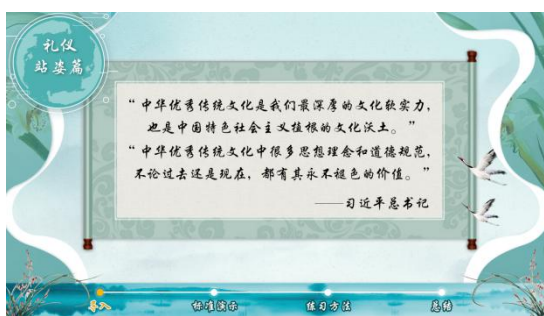 礼仪
站姿篇
“中华优秀传统文化是我们最深厚的文化软实力，
也是中国特色社会主义植根的文化沃土。”
“中华优秀传统文化中很多思想理念和道德规范，
不论过去还是现在，都有其永不褪色的价值。”
——习近平总书记
导入
标准演示
练习方法
总结